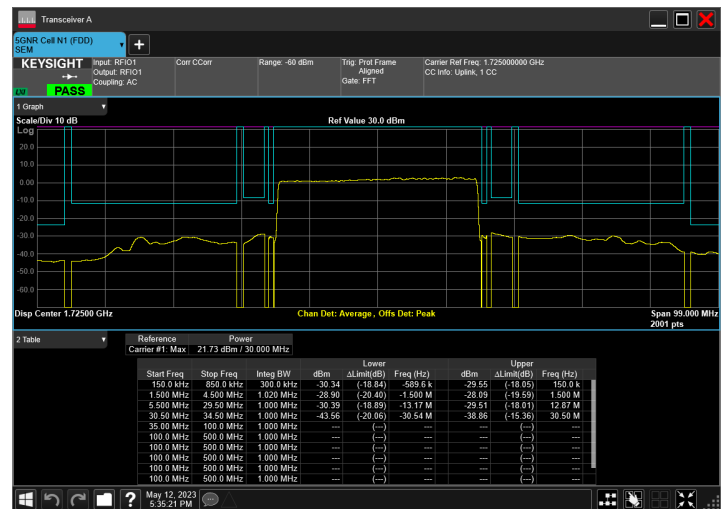 Transceiver A
5GNR Cell N1 (FDD)
SEM
KEYSIGHT
Input: RFIO1
Output: RFIO1
Coupling: AC
Corr CCorr
Range: -60 dBm
Trig: Prot Frame
Aligned
Gate: FFT
Carrier Ref Freq: 1.725000000 GHz
CC Info: Uplink, 1 CC
LXI PASS
1 Graph
Scale/Div 10 dB Ref Value 30.0 dBm
Log
20.0
10.0
0.00
-10.0
-20.0
-30.0
-40.0
-50.0
-60.0
Disp Center 1.72500 GHz Chan Det: Average , Offs Det: Peak Span 99.000 MHz
2001 pts
2 Table
Reference Power
Carrier #1: Max 21.73 dBm / 30.000 MHz
Lower Upper
Start Freq Stop Freq Integ BW dBm ΔLimit(dB) Freq (Hz) dBm ΔLimit(dB) Freq (Hz)
150.0 kHz 850.0 kHz 300.0 kHz -30.34 (-18.84) -589.6 k -29.55 (-18.05) 150.0 k
1.500 MHz 4.500 MHz 1.020 MHz -28.90 (-20.40) -1.500 M -28.09 (-19.59) 1.500 M
5.500 MHz 29.50 MHz 1.000 MHz -30.39 (-18.89) -13.17 M -29.51 (-18.01) 12.87 M
30.50 MHz 34.50 MHz 1.000 MHz -43.56 (-20.06) -30.54 M -38.86 (-15.36) 30.50 M
35.00 MHz 100.0 MHz 1.000 MHz --- (---) --- --- (---) ---
100.0 MHz 500.0 MHz 1.000 MHz --- (---) --- --- (---) ---
100.0 MHz 500.0 MHz 1.000 MHz --- (---) --- --- (---) ---
100.0 MHz 500.0 MHz 1.000 MHz --- (---) --- --- (---) ---
100.0 MHz 500.0 MHz 1.000 MHz --- (---) --- --- (---) ---
100.0 MHz 500.0 MHz 1.000 MHz --- (---) --- --- (---) ---
? May 12, 2023
5:35:21 PM